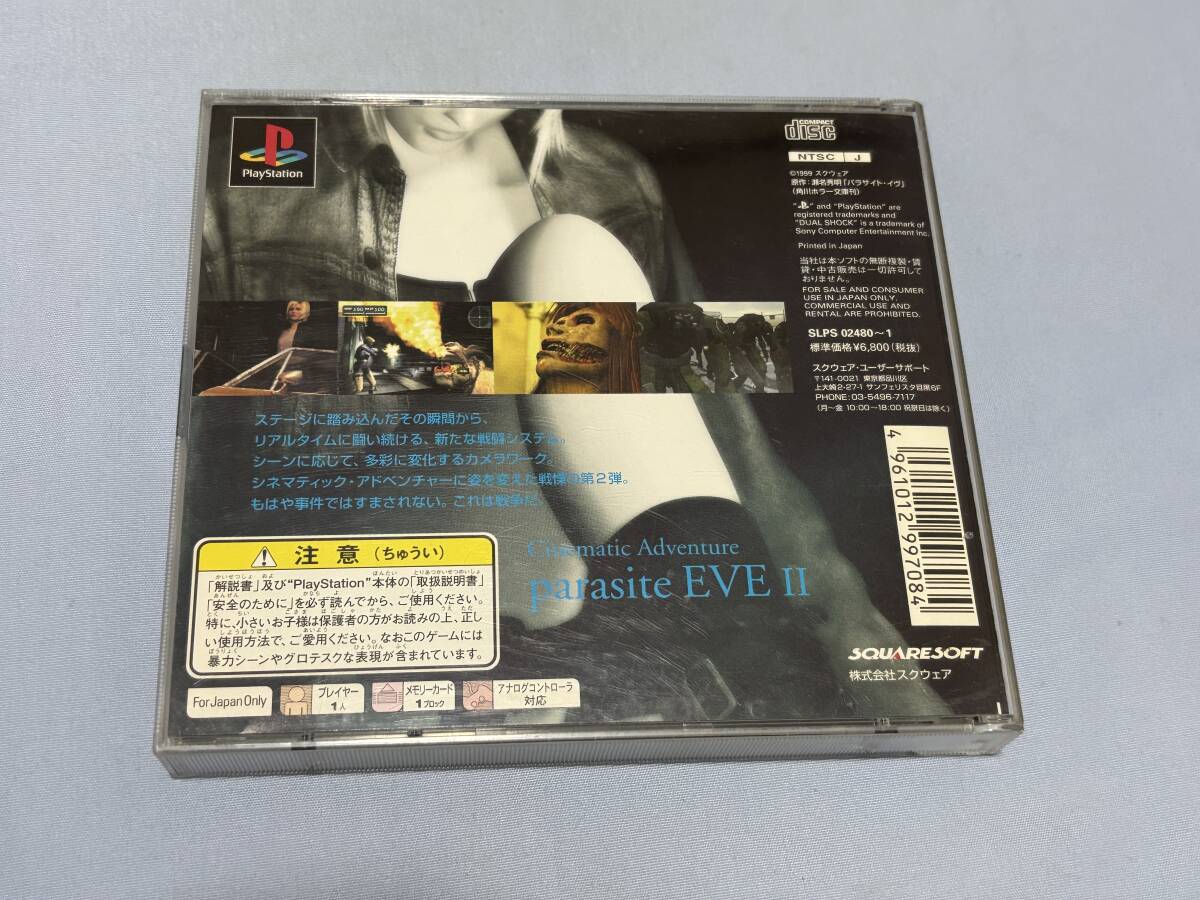 PlayStation
COMPACT
disc
NTSC J
©1999 スクウェア
原作:瀬名秀明「パラサイト・イヴ」
(角川ホラー文庫刊)
" " and "PlayStation" are
registered trademarks and
"DUAL SHOCK" is a trademark of
Sony Computer Entertainment Inc.
Printed in Japan
当社は本ソフトの無断複製・賃
貸・中古販売は一切許可して
おりません。
FOR SALE AND CONSUMER
USE IN JAPAN ONLY.
COMMERCIAL USE AND
RENTAL ARE PROHIBITED.
SLPS 02480~1
標準価格¥6,800(税抜)
スクウェア・ユーザーサポート
〒141-0021 東京都品川区
上大崎2-27-1 サンフェリスタ目黒6F
PHONE: 03-5496-7117
(月~金 10:00~18:00 祝祭日は除く)
ステージに踏み込んだその瞬間から、
リアルタイムに闘い続ける、新たな戦闘システム。
シーンに応じて、多彩に変化するカメラワーク。
シネマティック・アドベンチャーに姿を変えた戦慄の第2弾。
もはや事件ではすまされない。これは戦争だ。
Cinematic Adventure
parasite EVE II
4 961012 997084
注意(ちゅうい)
「解説書」及び"PlayStation"本体の「取扱説明書」
「安全のために」を必ず読んでから、ご使用ください。
特に、小さいお子様は保護者の方がお読みの上、正し
い使用方法で、ご愛用ください。なおこのゲームには
暴力シーンやグロテスクな表現が含まれています。
For Japan Only
プレイヤー
1人
メモリーカード
1ブロック
アナログコントローラ
対応
SQUARESOFT
株式会社スクウェア